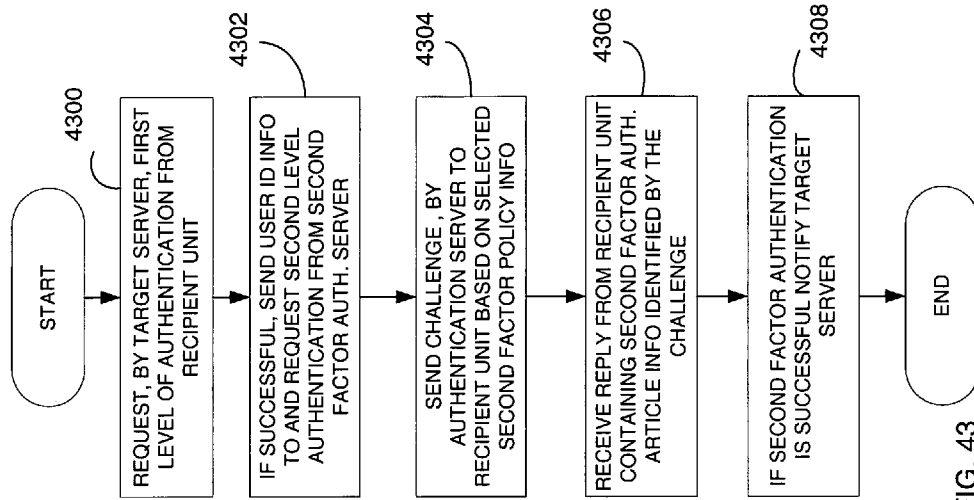 START
4300
REQUEST, BY TARGET SERVER, FIRST
LEVEL OF AUTHENTICATION FROM
RECIPIENT UNIT
4302
IF SUCCESSFUL, SEND USER ID INFO
TO AND REQUEST SECOND LEVEL
AUTHENTICATION FROM SECOND
FACTOR AUTH. SERVER
4304
SEND CHALLENGE, BY
AUTHENTICATION SERVER TO
RECIPIENT UNIT BASED ON SELECTED
SECOND FACTOR POLICY INFO
4306
RECEIVE REPLY FROM RECIPIENT UNIT
CONTAINING SECOND FACTOR AUTH.
ARTICLE INFO IDENTIFIED BY THE
CHALLENGE
4308
IF SECOND FACTOR AUTHENTICATION
IS SUCCESSFUL NOTIFY TARGET
SERVER
END
FIG. 43